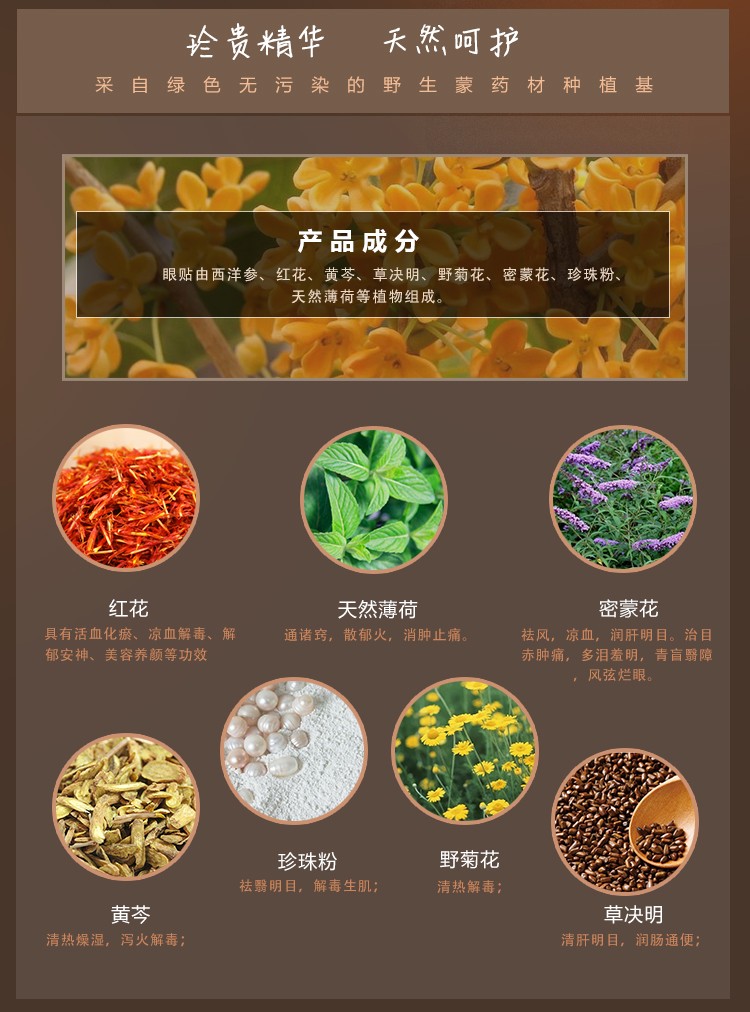 珍贵精华 天然呵护
采自绿色无污染的野生蒙药材种植基
产品成分
眼贴由西洋参、红花、黄芩、草决明、野菊花、密蒙花、珍珠粉、
天然薄荷等植物组成。
红花
具有活血化瘀、凉血解毒、解
郁安神、美容养颜等功效
天然薄荷
通诸窍，散郁火，消肿止痛。
密蒙花
祛风，凉血，润肝明目。治目
赤肿痛，多泪羞明，青盲翳障
，风弦烂眼。
珍珠粉
祛翳明目，解毒生肌；
野菊花
清热解毒；
黄芩
清热燥湿，泻火解毒；
草决明
清肝明目，润肠通便；